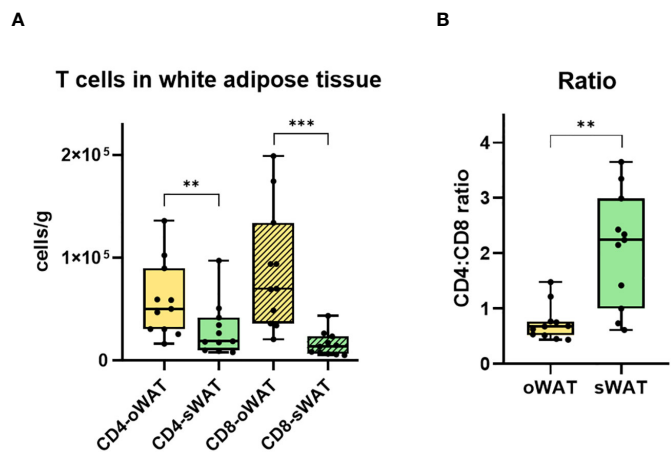 A
T cells in white adipose tissue
cells/g
2×10⁵
1×10⁵
0
**
***
CD4-oWAT
CD4-sWAT
CD8-oWAT
CD8-sWAT
B
Ratio
CD4:CD8 ratio
4
3
2
1
0
**
oWAT
sWAT